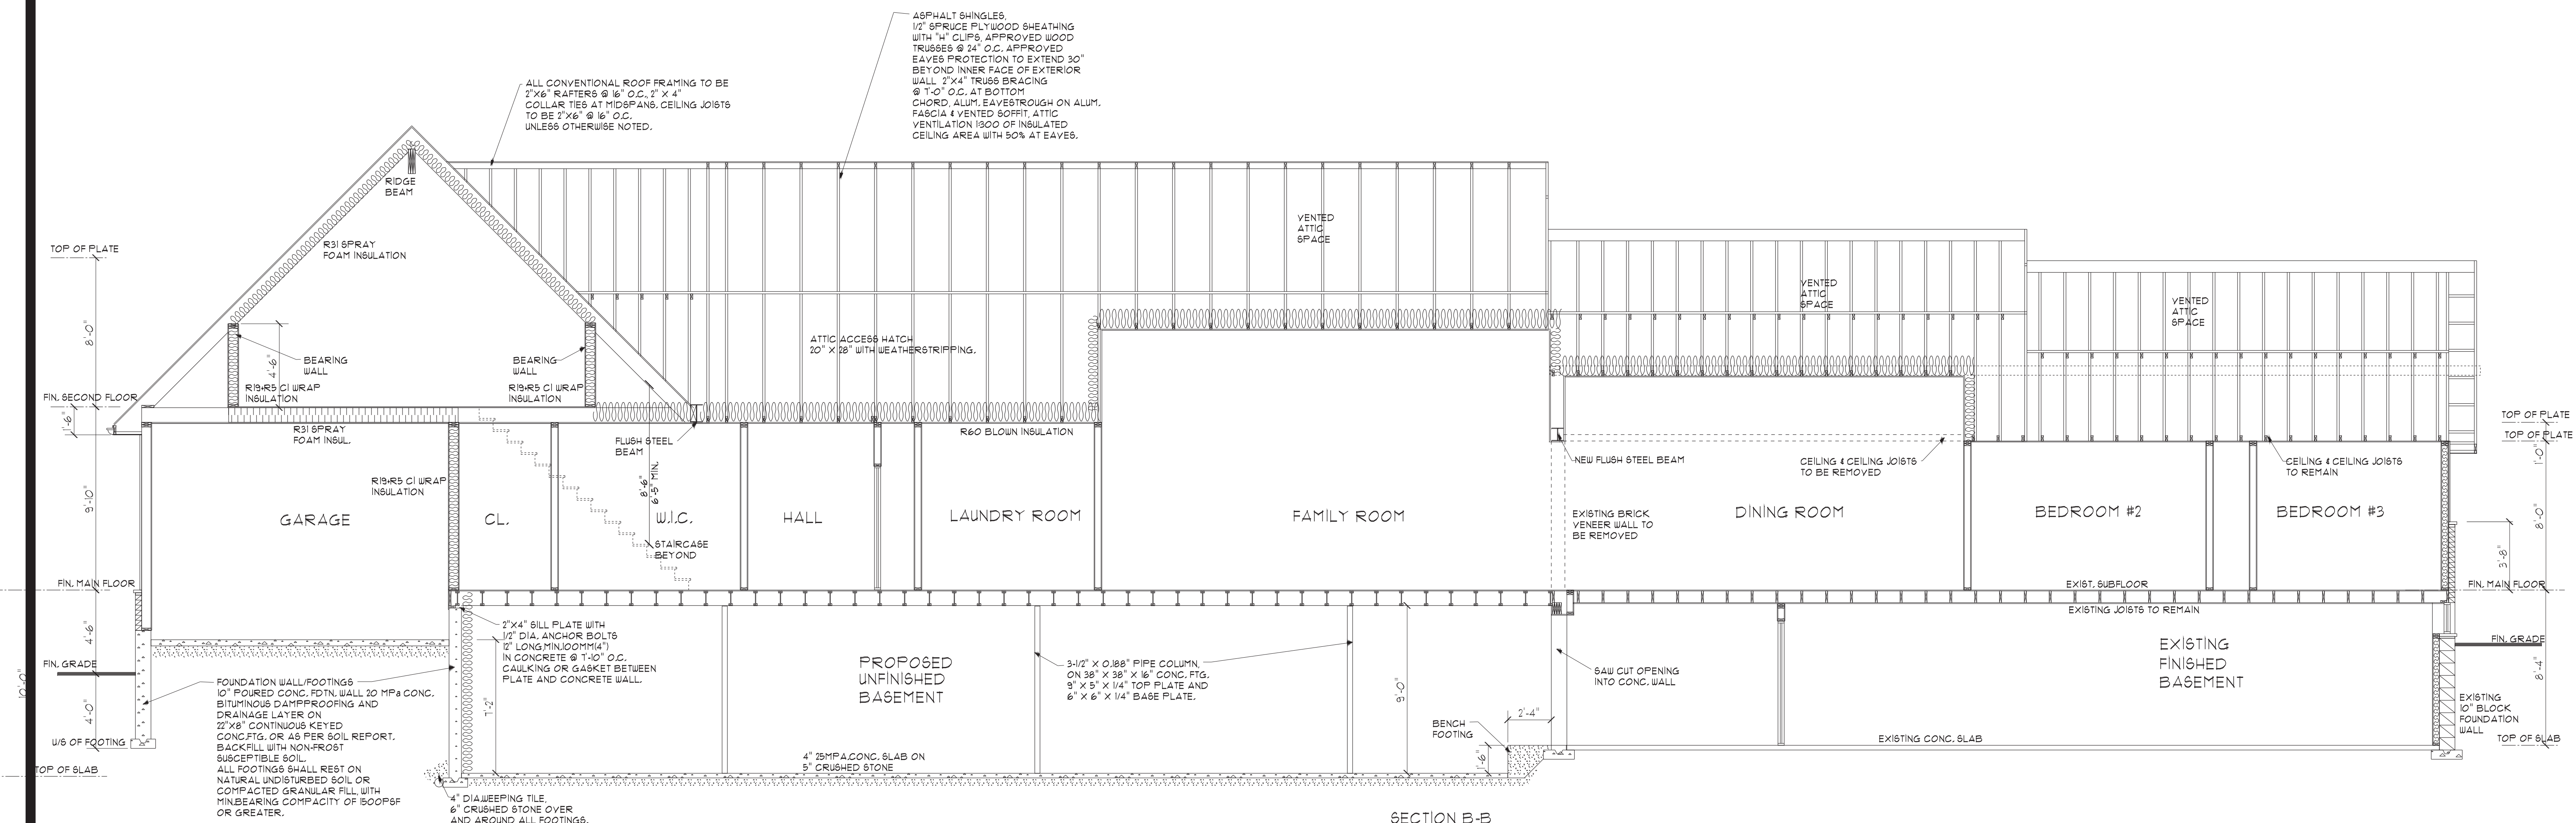 ASPHALT SHINGLES,
1/2" SPRUCE PLYWOOD SHEATHING
WITH "H" CLIPS, APPROVED WOOD
TRUSSES @ 24" O.C. APPROVED
EAVES PROTECTION TO EXTEND 30"
BEYOND INNER FACE OF EXTERIOR
WALL 2"X4" TRUSS BRACING
@ 7'-0" O.C. AT BOTTOM
CHORD, ALUM. EAVESTROUGH ON ALUM.
FASCIA & VENTED SOFFIT, ATTIC
VENTILATION 1:300 OF INSULATED
CEILING AREA WITH 50% AT EAVES.
ALL CONVENTIONAL ROOF FRAMING TO BE
2"X6" RAFTERS @ 16" O.C., 2" X 4"
COLLAR TIES AT MIDSPANS. CEILING JOISTS
TO BE 2"X6" @ 16" O.C.
UNLESS OTHERWISE NOTED.
RIDGE
BEAM
R31 SPRAY
FOAM INSULATION
VENTED
ATTIC
SPACE
VENTED
ATTIC
SPACE
VENTED
ATTIC
SPACE
TOP OF PLATE
8'-0"
FIN. SECOND FLOOR
1'-6"
9'-10"
FIN. MAIN FLOOR
4'-6"
FIN. GRADE
10'-0"
4'-0"
U/S OF FOOTING
TOP OF SLAB
BEARING
WALL
4'-6"
R19+R5 CI WRAP
INSULATION
BEARING
WALL
R19+R5 CI WRAP
INSULATION
ATTIC ACCESS HATCH
20" X 28" WITH WEATHERSTRIPPING.
R31 SPRAY
FOAM INSUL.
R19+R5 CI WRAP
INSULATION
FLUSH STEEL
BEAM
8'-6"
6'-5" MIN.
R60 BLOWN INSULATION
NEW FLUSH STEEL BEAM
CEILING & CEILING JOISTS
TO BE REMOVED
CEILING & CEILING JOISTS
TO REMAIN
TOP OF PLATE
TOP OF PLATE
1'-0"
8'-0"
3'-8"
FIN. MAIN FLOOR
FIN. GRADE
8'-4"
TOP OF SLAB
GARAGE
CL.
W.I.C.
HALL
LAUNDRY ROOM
FAMILY ROOM
DINING ROOM
BEDROOM #2
BEDROOM #3
STAIRCASE
BEYOND
EXISTING BRICK
VENEER WALL TO
BE REMOVED
EXIST. SUBFLOOR
EXISTING JOISTS TO REMAIN
2"X4" SILL PLATE WITH
1/2" DIA. ANCHOR BOLTS
12" LONG,MIN.100MM(4")
IN CONCRETE @ 7'-10" O.C.
CAULKING OR GASKET BETWEEN
PLATE AND CONCRETE WALL.
7'-2"
PROPOSED
UNFINISHED
BASEMENT
3-1/2" X 0.188" PIPE COLUMN,
ON 38" X 38" X 16" CONC. FTG.
9" X 5" X 1/4" TOP PLATE AND
6" X 6" X 1/4" BASE PLATE.
9'-0"
SAW CUT OPENING
INTO CONC. WALL
EXISTING
FINISHED
BASEMENT
FOUNDATION WALL/FOOTINGS
10" POURED CONC. FDTN. WALL 20 MPa CONC.
BITUMINOUS DAMPPROOFING AND
DRAINAGE LAYER ON
22"X8" CONTINUOUS KEYED
CONC.FTG. OR AS PER SOIL REPORT.
BACKFILL WITH NON-FROST
SUSCEPTIBLE SOIL.
ALL FOOTINGS SHALL REST ON
NATURAL UNDISTURBED SOIL OR
COMPACTED GRANULAR FILL, WITH
MIN.BEARING COMPACITY OF 1500PSF
OR GREATER.
BENCH
FOOTING
2'-4"
1'-6"
EXISTING CONC. SLAB
EXISTING
10" BLOCK
FOUNDATION
WALL
4" 25MPA.CONC. SLAB ON
5" CRUSHED STONE
4" DIA.WEEPING TILE,
6" CRUSHED STONE OVER
AND AROUND ALL FOOTINGS.
SECTION B-B